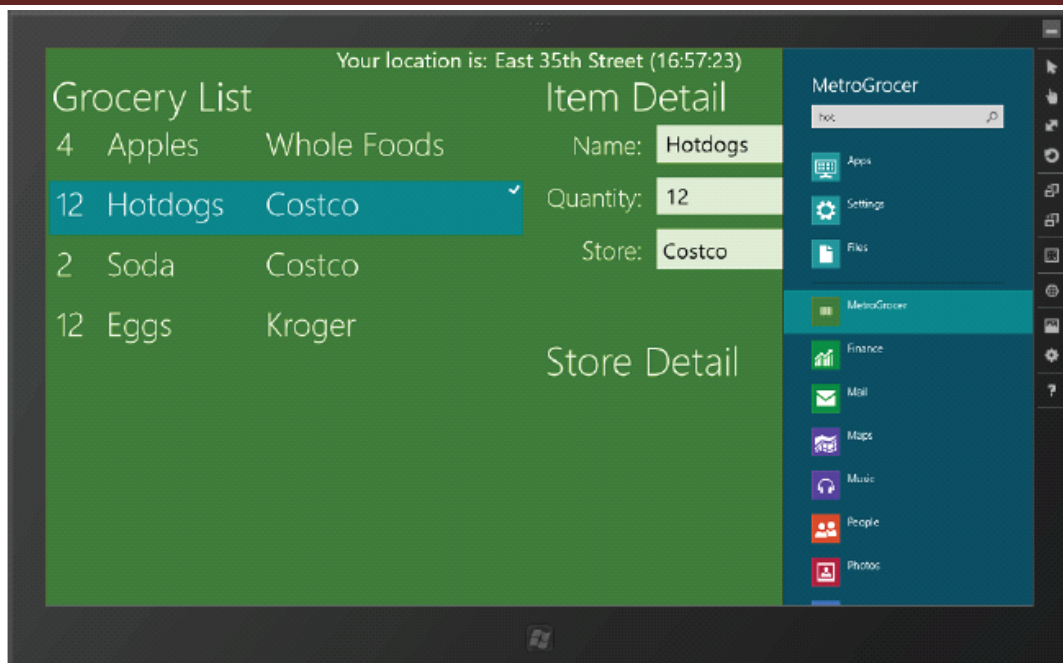 Your location is: East 35th Street (16:57:23)
Grocery List
4 Apples Whole Foods
12 Hotdogs Costco
2 Soda Costco
12 Eggs Kroger
Item Detail
Name: Hotdogs
Quantity: 12
Store: Costco
Store Detail
MetroGrocer
hot
Apps
Settings
Files
MetroGrocer
Finance
Mail
Maps
Music
People
Photos
?